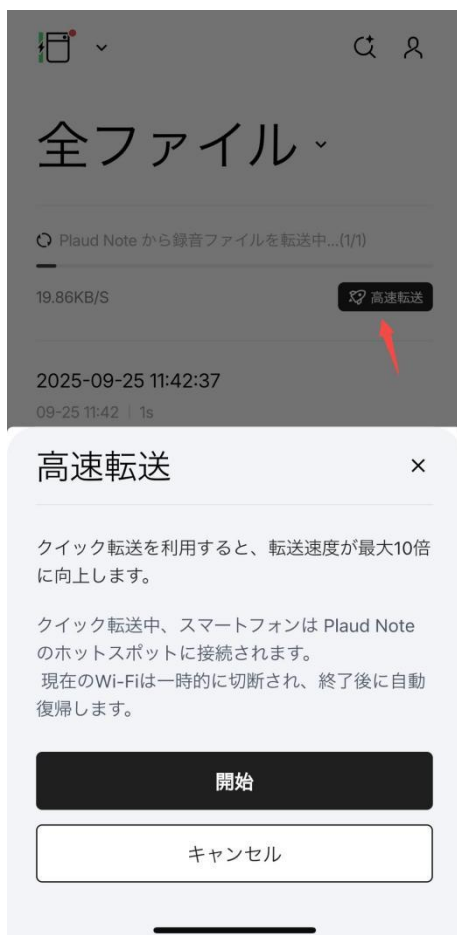 全ファイル
Plaud Note から録音ファイルを転送中...(1/1)
19.86KB/S
高速転送
2025-09-25 11:42:37
09-25 11:42 | 1s
高速転送
クイック転送を利用すると、転送速度が最大10倍
に向上します。
クイック転送中、スマートフォンは Plaud Note
のホットスポットに接続されます。
現在のWi-Fiは一時的に切断され、終了後に自動
復帰します。
開始
キャンセル